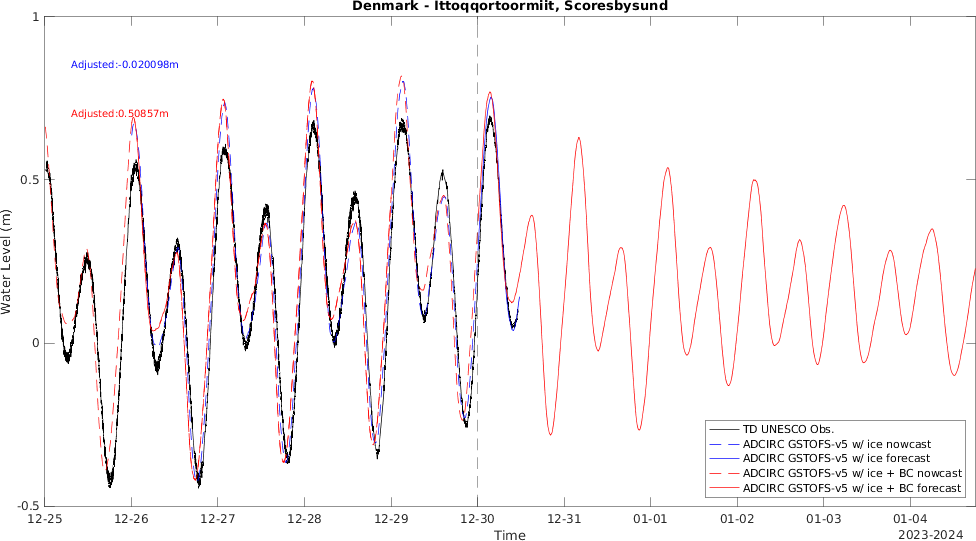 Denmark - Ittoqqortoormiit, Scoresbysund
1
Adjusted:-0.020098m
Adjusted:0.50857m
0.5
Water Level (m)
0
TD UNESCO Obs.
ADCIRC GSTOFS-v5 w/ ice nowcast
ADCIRC GSTOFS-v5 w/ ice forecast
ADCIRC GSTOFS-v5 w/ ice + BC nowcast
ADCIRC GSTOFS-v5 w/ ice + BC forecast
-0.5
12-25 12-26 12-27 12-28 12-29 12-30 12-31 01-01 01-02 01-03 01-04
Time 2023-2024